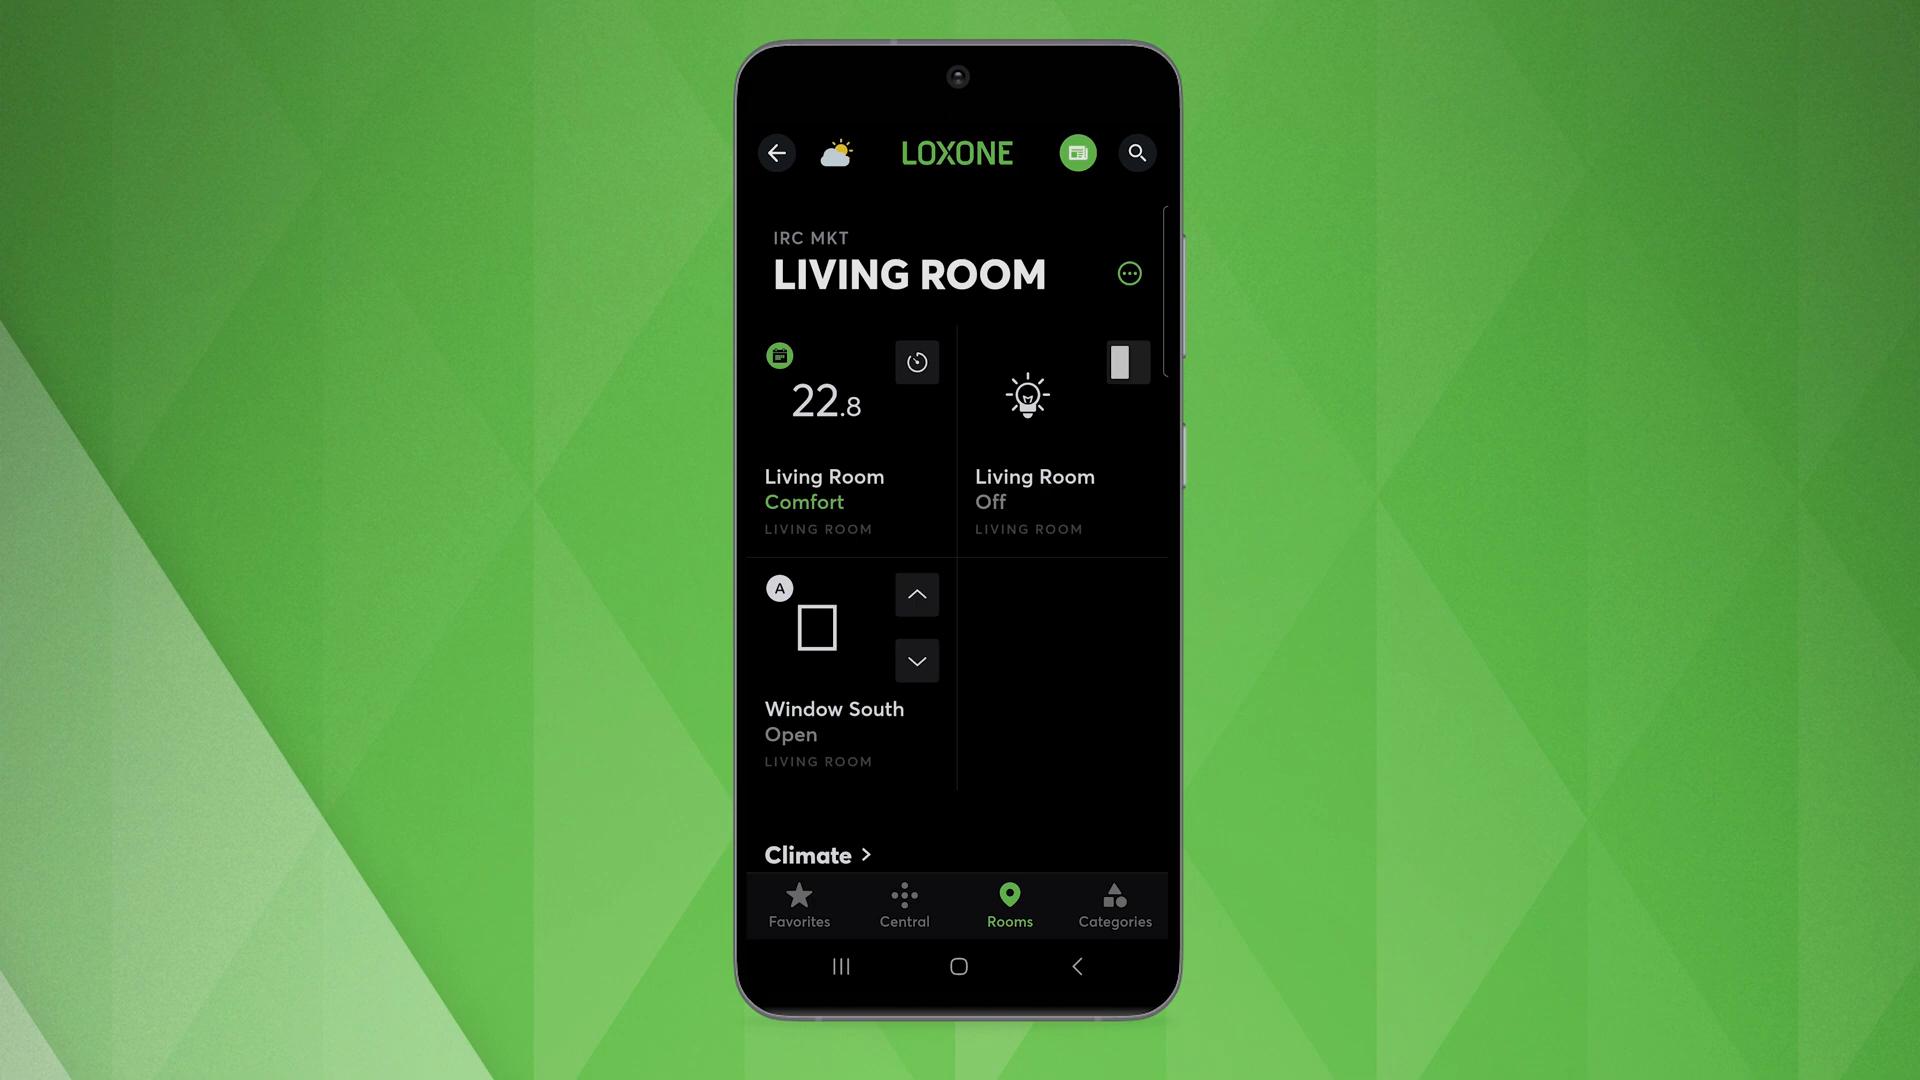 LOXONE
IRC MKT
LIVING ROOM
22.8
Living Room
Comfort
LIVING ROOM
Living Room
Off
LIVING ROOM
A
Window South
Open
LIVING ROOM
Climate >
Favorites
Central
Rooms
Categories